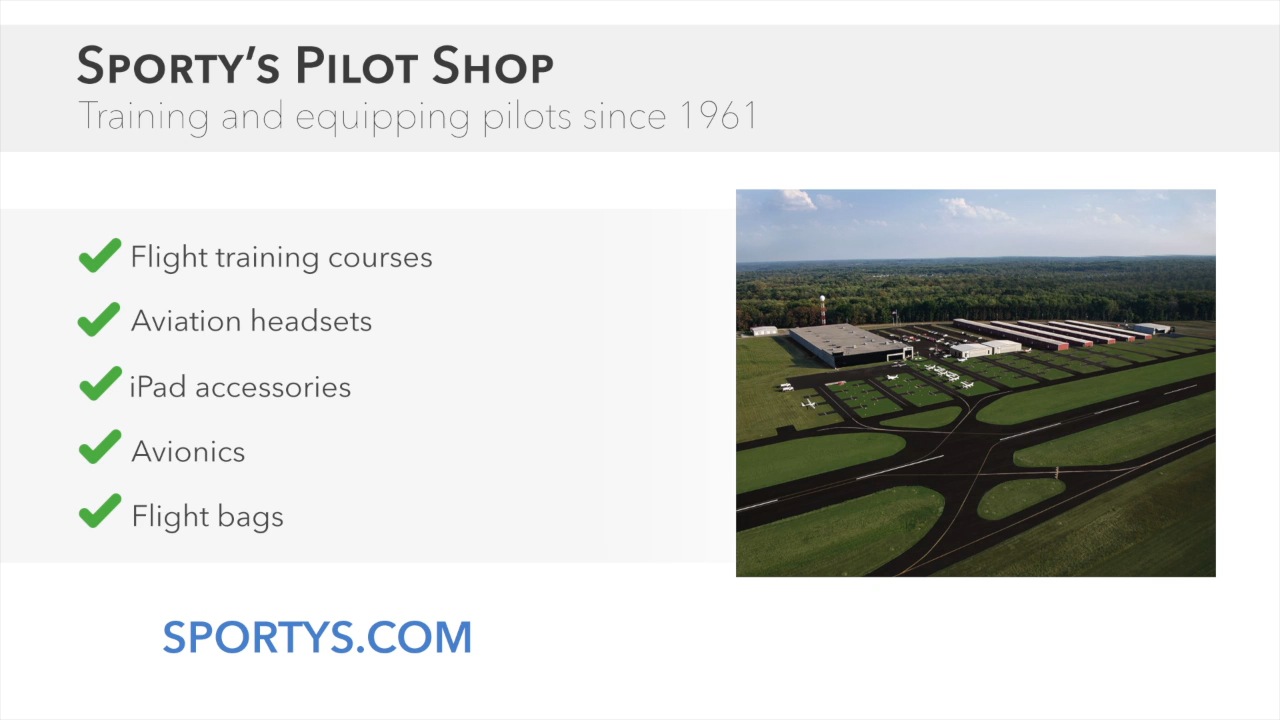 Sporty's Pilot Shop
Training and equipping pilots since 1961
Flight training courses
Aviation headsets
iPad accessories
Avionics
Flight bags
SPORTYS.COM